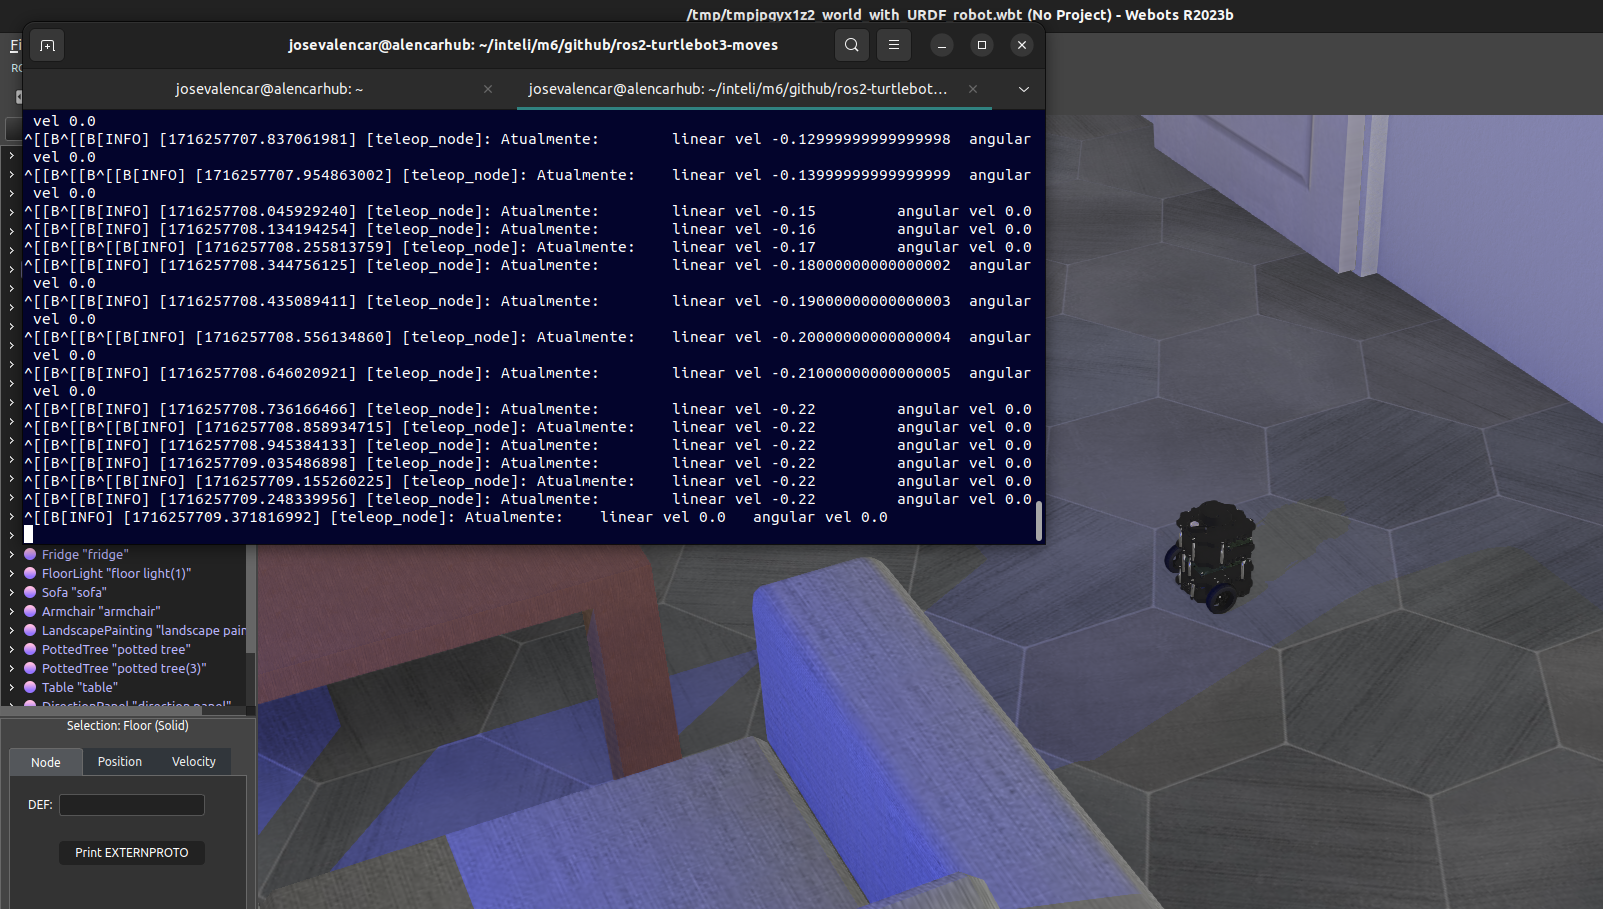 /tmp/tmpjpqyx1z2_world_with_URDF_robot.wbt (No Project) - Webots R2023b
Fi
josevalencar@alencarhub: ~/inteli/m6/github/ros2-turtlebot3-moves
josevalencar@alencarhub: ~
josevalencar@alencarhub: ~/inteli/m6/github/ros2-turtlebot…
vel 0.0
^[[B^[[B[INFO] [1716257707.837061981] [teleop_node]: Atualmente: linear vel -0.12999999999999998 angular
vel 0.0
^[[B^[[B^[[B[INFO] [1716257707.954863002] [teleop_node]: Atualmente: linear vel -0.13999999999999999 angular
vel 0.0
^[[B^[[B[INFO] [1716257708.045929240] [teleop_node]: Atualmente: linear vel -0.15 angular vel 0.0
^[[B^[[B[INFO] [1716257708.134194254] [teleop_node]: Atualmente: linear vel -0.16 angular vel 0.0
^[[B^[[B^[[B[INFO] [1716257708.255813759] [teleop_node]: Atualmente: linear vel -0.17 angular vel 0.0
^[[B^[[B[INFO] [1716257708.344756125] [teleop_node]: Atualmente: linear vel -0.18000000000000002 angular
vel 0.0
^[[B^[[B[INFO] [1716257708.435089411] [teleop_node]: Atualmente: linear vel -0.19000000000000003 angular
vel 0.0
^[[B^[[B^[[B[INFO] [1716257708.556134860] [teleop_node]: Atualmente: linear vel -0.20000000000000004 angular
vel 0.0
^[[B^[[B[INFO] [1716257708.646020921] [teleop_node]: Atualmente: linear vel -0.21000000000000005 angular
vel 0.0
^[[B^[[B[INFO] [1716257708.736166466] [teleop_node]: Atualmente: linear vel -0.22 angular vel 0.0
^[[B^[[B^[[B[INFO] [1716257708.858934715] [teleop_node]: Atualmente: linear vel -0.22 angular vel 0.0
^[[B^[[B[INFO] [1716257708.945384133] [teleop_node]: Atualmente: linear vel -0.22 angular vel 0.0
^[[B^[[B[INFO] [1716257709.035486898] [teleop_node]: Atualmente: linear vel -0.22 angular vel 0.0
^[[B^[[B^[[B[INFO] [1716257709.155260225] [teleop_node]: Atualmente: linear vel -0.22 angular vel 0.0
^[[B^[[B[INFO] [1716257709.248339956] [teleop_node]: Atualmente: linear vel -0.22 angular vel 0.0
^[[B[INFO] [1716257709.371816992] [teleop_node]: Atualmente: linear vel 0.0 angular vel 0.0
Fridge "fridge"
FloorLight "floor light(1)"
Sofa "sofa"
Armchair "armchair"
LandscapePainting "landscape pain
PottedTree "potted tree"
PottedTree "potted tree(3)"
Table "table"
DirectionPanel "direction panel"
Selection: Floor (Solid)
Node
Position
Velocity
DEF:
Print EXTERNPROTO